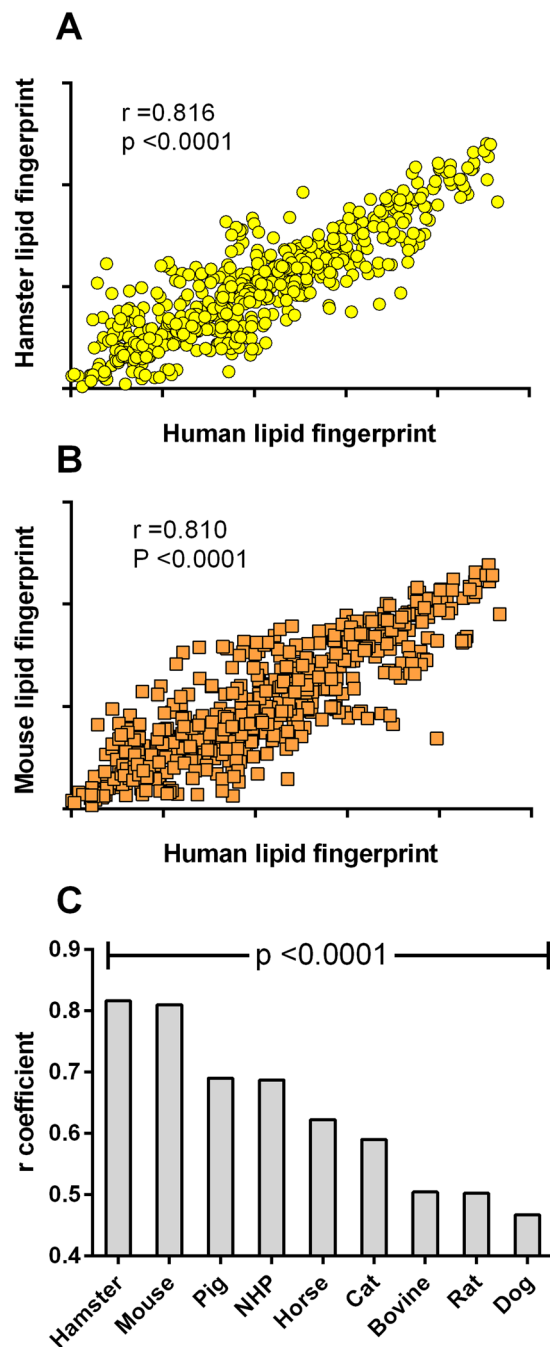 A
r =0.816
p <0.0001
Hamster lipid fingerprint
Human lipid fingerprint
B
r =0.810
P <0.0001
Mouse lipid fingerprint
Human lipid fingerprint
C
p <0.0001
r coefficient
0.9
0.8
0.7
0.6
0.5
0.4
Hamster
Mouse
Pig
NHP
Horse
Cat
Bovine
Rat
Dog